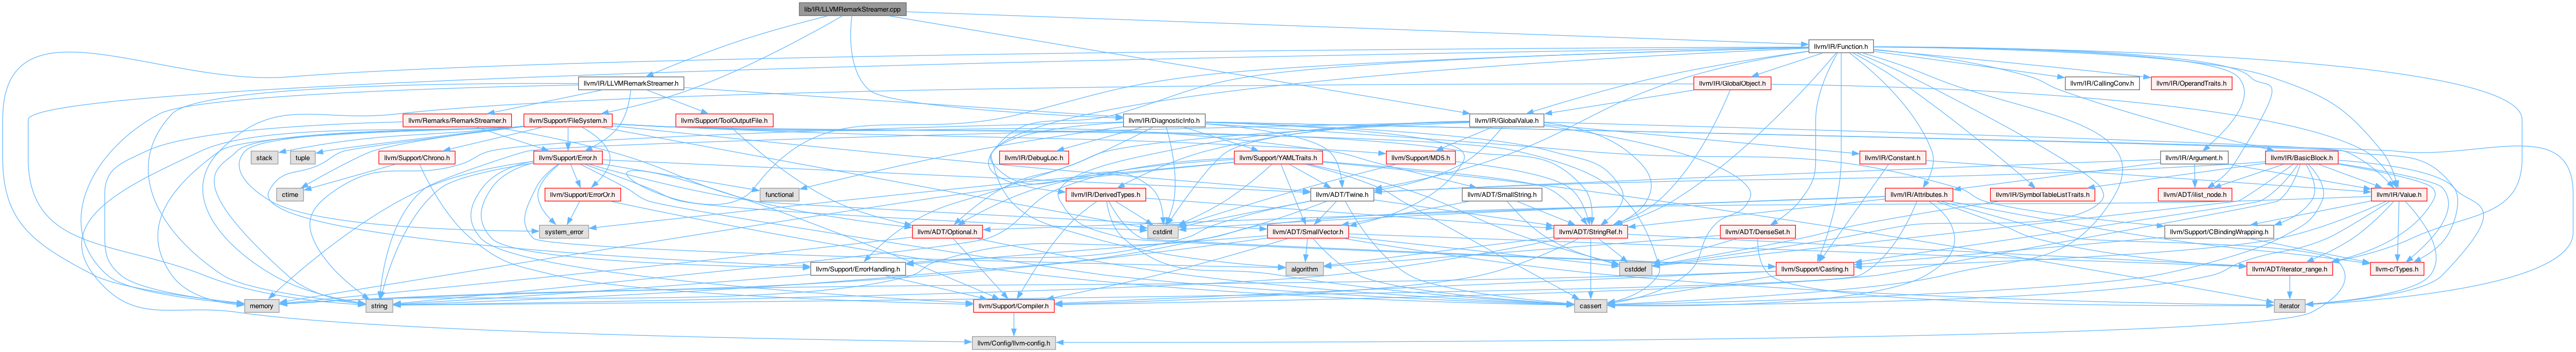 lib/IR/LLVMRemarkStreamer.cpp
llvm/IR/Function.h
llvm/IR/LLVMRemarkStreamer.h
llvm/IR/GlobalObject.h
llvm/IR/CallingConv.h
llvm/IR/OperandTraits.h
llvm/Remarks/RemarkStreamer.h
llvm/Support/FileSystem.h
llvm/Support/ToolOutputFile.h
llvm/IR/DiagnosticInfo.h
llvm/IR/GlobalValue.h
stack
tuple
llvm/Support/Chrono.h
llvm/Support/Error.h
llvm/IR/DebugLoc.h
llvm/Support/YAMLTraits.h
llvm/Support/MD5.h
llvm/IR/Constant.h
llvm/IR/Argument.h
llvm/IR/BasicBlock.h
ctime
llvm/Support/ErrorOr.h
functional
llvm/IR/DerivedTypes.h
llvm/ADT/Twine.h
llvm/ADT/SmallString.h
llvm/IR/Attributes.h
llvm/IR/SymbolTableListTraits.h
llvm/ADT/ilist_node.h
llvm/IR/Value.h
system_error
llvm/ADT/Optional.h
cstdint
llvm/ADT/SmallVector.h
llvm/ADT/StringRef.h
llvm/ADT/DenseSet.h
llvm/Support/CBindingWrapping.h
llvm/Support/ErrorHandling.h
algorithm
cstddef
llvm/Support/Casting.h
llvm/ADT/iterator_range.h
llvm-c/Types.h
memory
string
llvm/Support/Compiler.h
cassert
iterator
llvm/Config/llvm-config.h